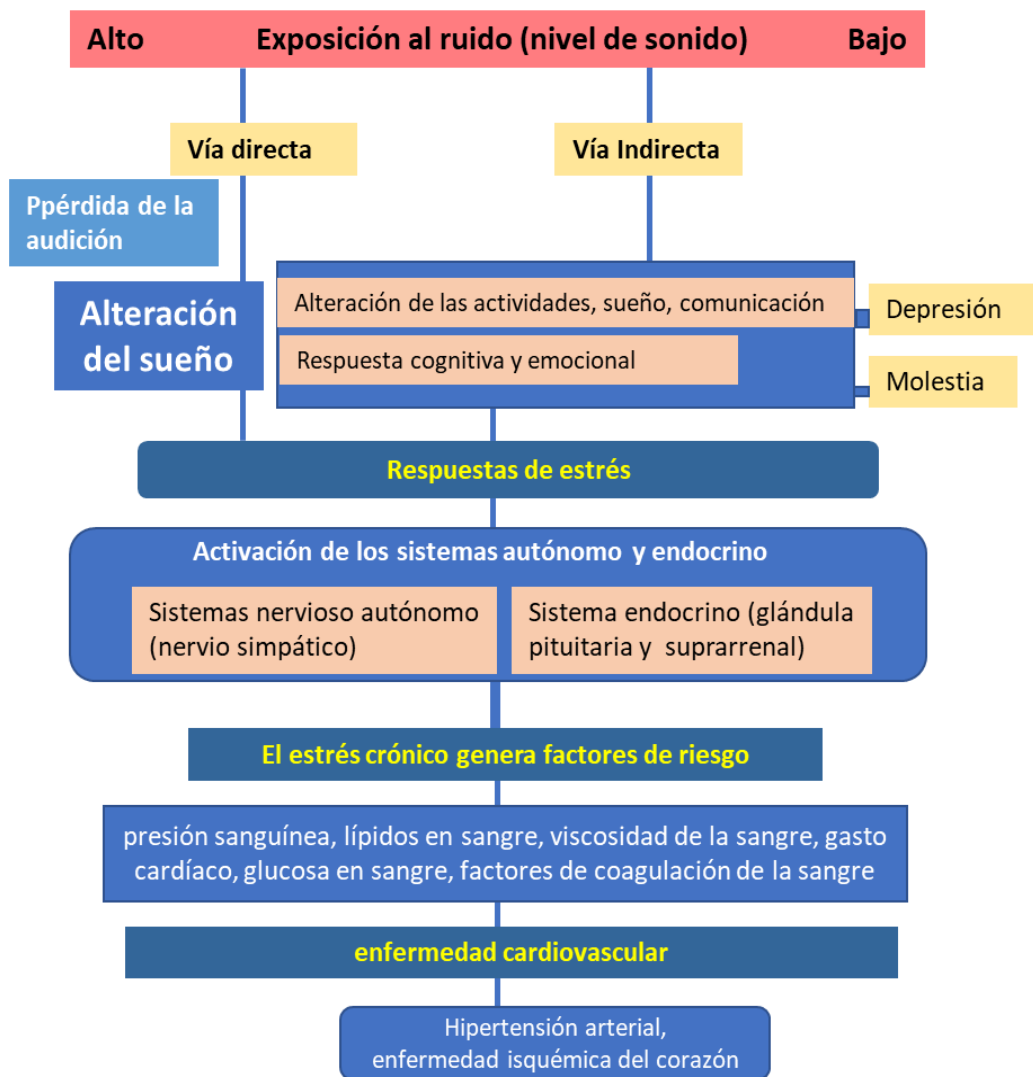 Alto Exposición al ruido (nivel de sonido) Bajo
Vía directa
Vía Indirecta
Ppérdida de la
audición
Alteración
del sueño
Alteración de las actividades, sueño, comunicación
Respuesta cognitiva y emocional
Depresión
Molestia
Respuestas de estrés
Activación de los sistemas autónomo y endocrino
Sistemas nervioso autónomo
(nervio simpático)
Sistema endocrino (glándula
pituitaria y suprarrenal)
El estrés crónico genera factores de riesgo
presión sanguínea, lípidos en sangre, viscosidad de la sangre, gasto
cardíaco, glucosa en sangre, factores de coagulación de la sangre
enfermedad cardiovascular
Hipertensión arterial,
enfermedad isquémica del corazón